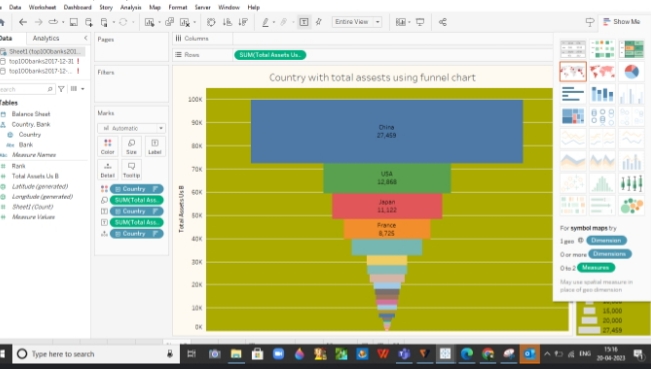 Data Worksheet Dashboard Story Analysis Map Format Server Window Help
Entire View
Show Me
Data Analytics
Pages
Columns
Rows
SUM(Total Assets Us..
Sheet1 (top100banks201...
top100banks2017-12-31
top100banks2017-12-...
Search
Filters
Tables
Balance Sheet
Country, Bank
Country
Bank
Measure Names
Rank
Total Assets Us B
Latitude (generated)
Longitude (generated)
Sheet1 (Count)
Measure Values
Marks
Automatic
Color Size Label
Detail Tooltip
Country
SUM(Total Ass..
Country
SUM(Total Ass..
Country
Country with total assests using funnel chart
Total Assets Us B
100K
90K
80K
70K
60K
50K
40K
30K
20K
10K
0K
China
27,469
USA
12,868
Japan
11,122
France
8,726
For symbol maps try
1 geo Dimension
0 or more Dimensions
0 to 2 Measures
May use spatial measure in
place of geo dimension
15,000
20,000
27,469
Type here to search
ENG
15:16
20-04-2023